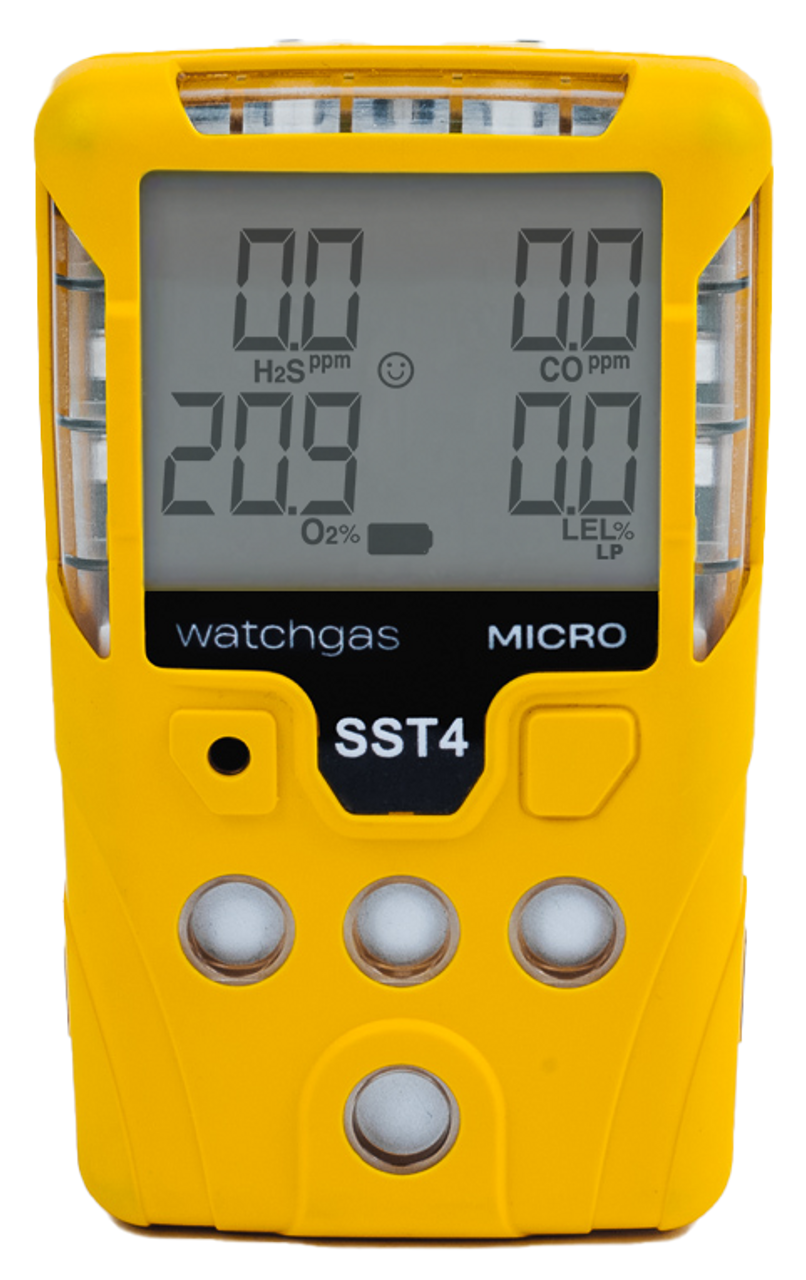 0.0 0.0
H2S ppm CO ppm
20.9 0.0
O2% LEL%
LP
watchgas MICRO
SST4